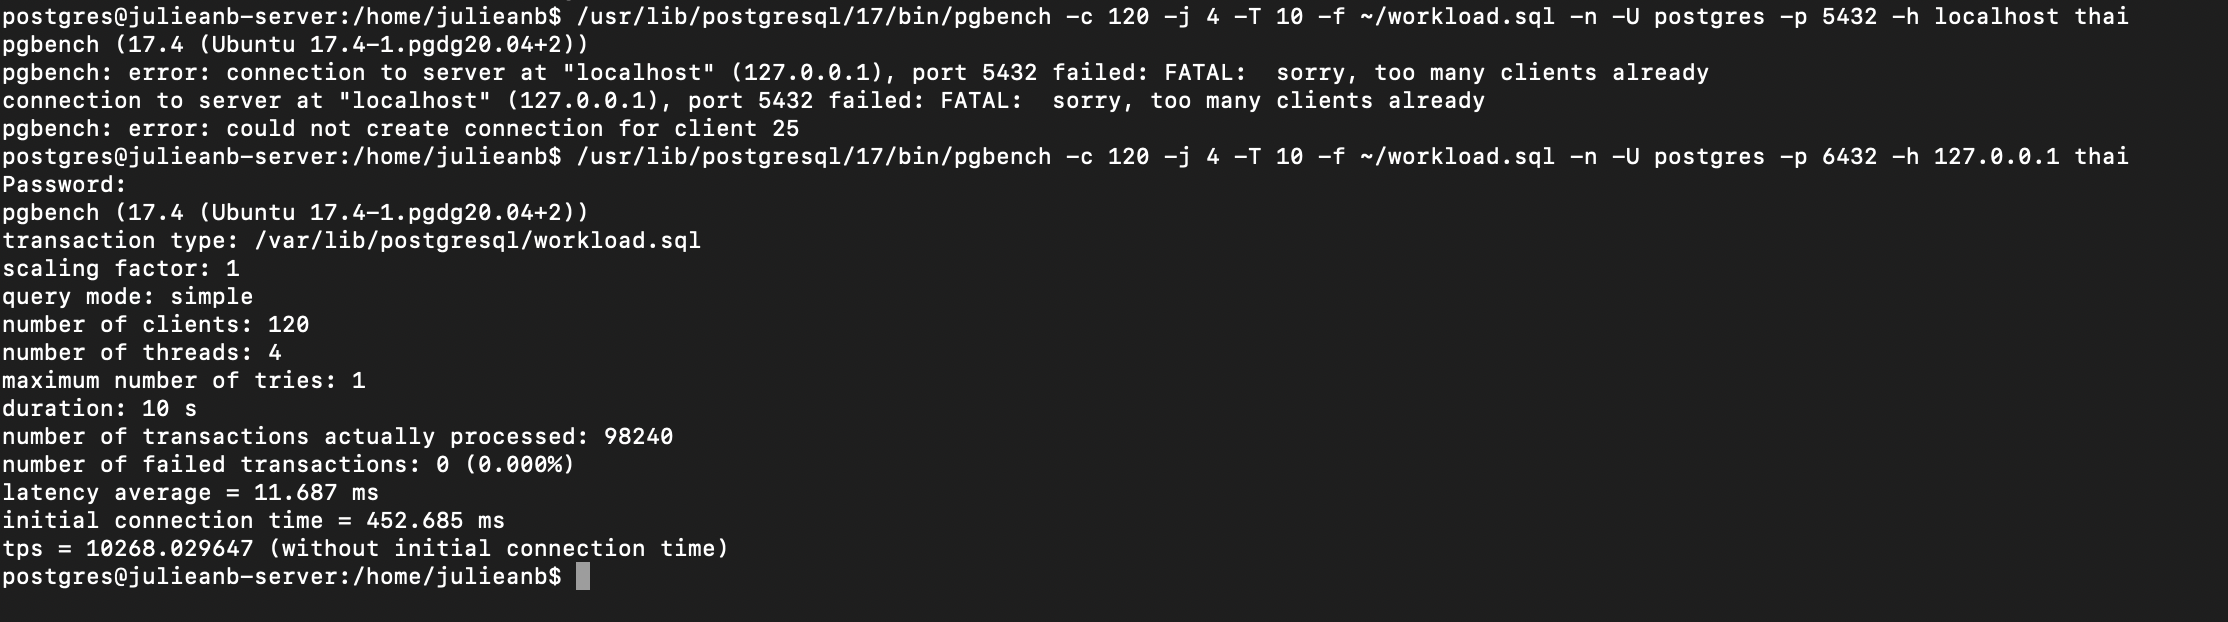 postgres@julieanb-server:/home/julieanb$ /usr/lib/postgresql/17/bin/pgbench -c 120 -j 4 -T 10 -f ~/workload.sql -n -U postgres -p 5432 -h localhost thai
pgbench (17.4 (Ubuntu 17.4-1.pgdg20.04+2))
pgbench: error: connection to server at "localhost" (127.0.0.1), port 5432 failed: FATAL:  sorry, too many clients already
connection to server at "localhost" (127.0.0.1), port 5432 failed: FATAL:  sorry, too many clients already
pgbench: error: could not create connection for client 25
postgres@julieanb-server:/home/julieanb$ /usr/lib/postgresql/17/bin/pgbench -c 120 -j 4 -T 10 -f ~/workload.sql -n -U postgres -p 6432 -h 127.0.0.1 thai
Password:
pgbench (17.4 (Ubuntu 17.4-1.pgdg20.04+2))
transaction type: /var/lib/postgresql/workload.sql
scaling factor: 1
query mode: simple
number of clients: 120
number of threads: 4
maximum number of tries: 1
duration: 10 s
number of transactions actually processed: 98240
number of failed transactions: 0 (0.000%)
latency average = 11.687 ms
initial connection time = 452.685 ms
tps = 10268.029647 (without initial connection time)
postgres@julieanb-server:/home/julieanb$